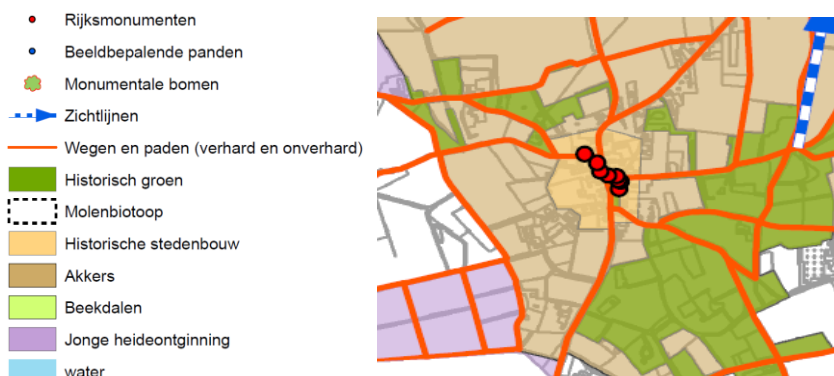 Rijksmonumenten
Beeldbepalende panden
Monumentale bomen
Zichtlijnen
Wegen en paden (verhard en onverhard)
Historisch groen
Molenbiotoop
Historische stedenbouw
Akkers
Beekdalen
Jonge heideontginning
water